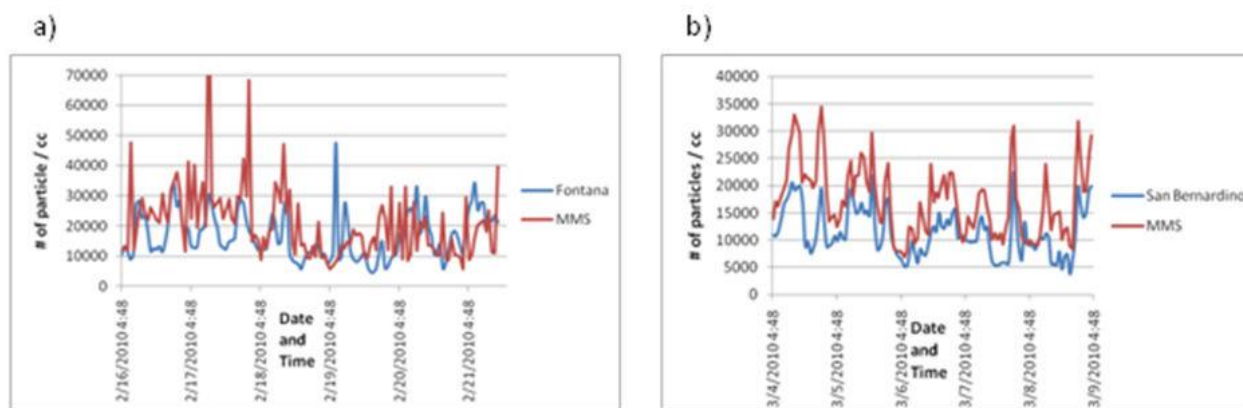 a)
70000
60000
50000
40000
30000
20000
10000
0
# of particle / cc
2/16/2010 4:48
2/17/2010 4:48
2/18/2010 4:48
2/19/2010 4:48
2/20/2010 4:48
2/21/2010 4:48
Date
and
Time
Fontana
MMS
b)
40000
35000
30000
25000
20000
15000
10000
5000
0
# of particles / cc
3/4/2010 4:48
3/5/2010 4:48
3/6/2010 4:48
3/7/2010 4:48
3/8/2010 4:48
3/9/2010 4:48
Date
and
Time
San Bernardino
MMS